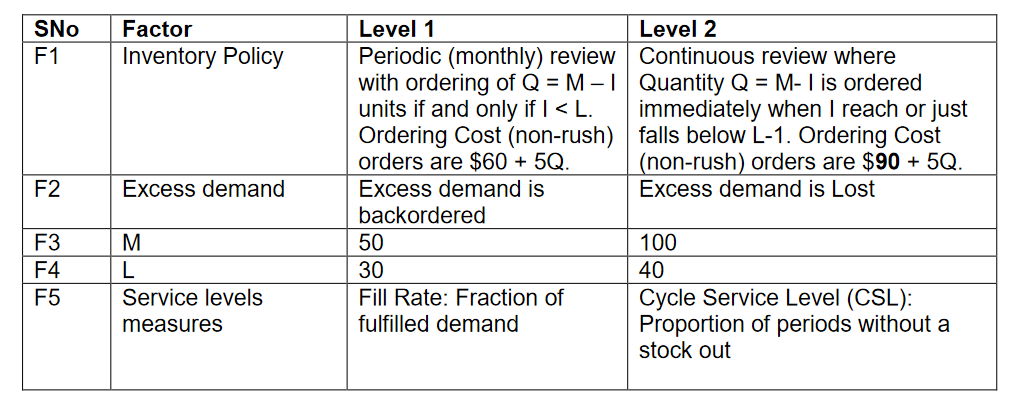 SNo Factor Level 1 Level 2
F1 Inventory Policy Periodic (monthly) review Continuous review where
with ordering of Q = M – I Quantity Q = M- I is ordered
units if and only if I < L. immediately when I reach or just
Ordering Cost (non-rush) falls below L-1. Ordering Cost
orders are $60 + 5Q. (non-rush) orders are $90 + 5Q.
F2 Excess demand Excess demand is Excess demand is Lost
backordered
F3 M 50 100
F4 L 30 40
F5 Service levels Fill Rate: Fraction of Cycle Service Level (CSL):
measures fulfilled demand Proportion of periods without a
stock out